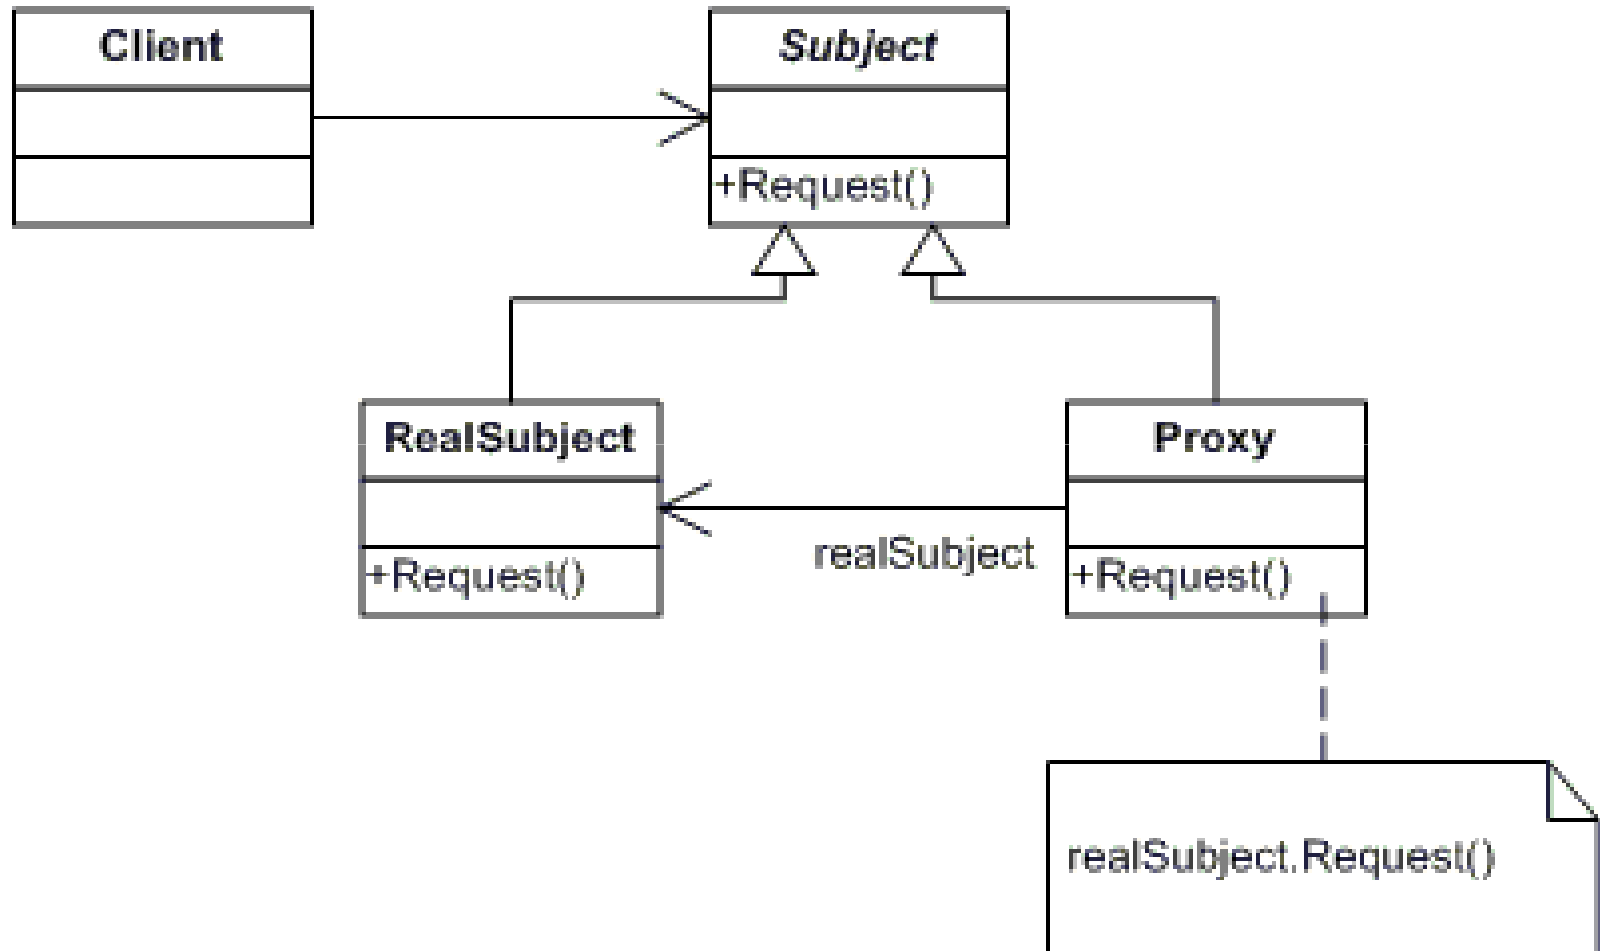 Client
Subject
+Request()
RealSubject
Proxy
realSubject
+Request()
+Request()
realSubject.Request()